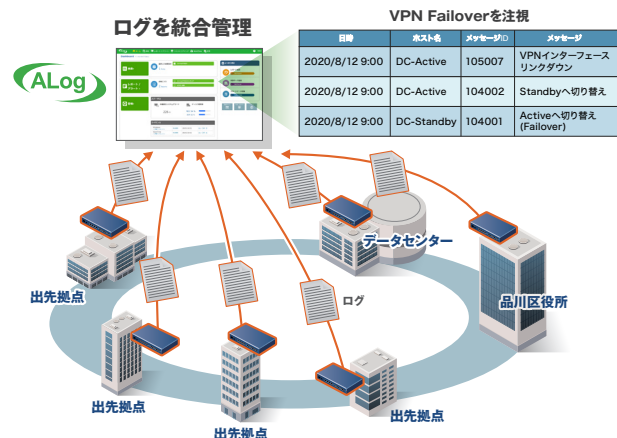 ログを統合管理
VPN Failoverを注視
ALog
日時 ホスト名 メッセージID メッセージ
2020/8/12 9:00 DC-Active 105007 VPNインターフェース
リンクダウン
2020/8/12 9:00 DC-Active 104002 Standbyへ切り替え
2020/8/12 9:00 DC-Standby 104001 Activeへ切り替え
(Failover)
データセンター
出先拠点
ログ
品川区役所
出先拠点
出先拠点
出先拠点
出先拠点